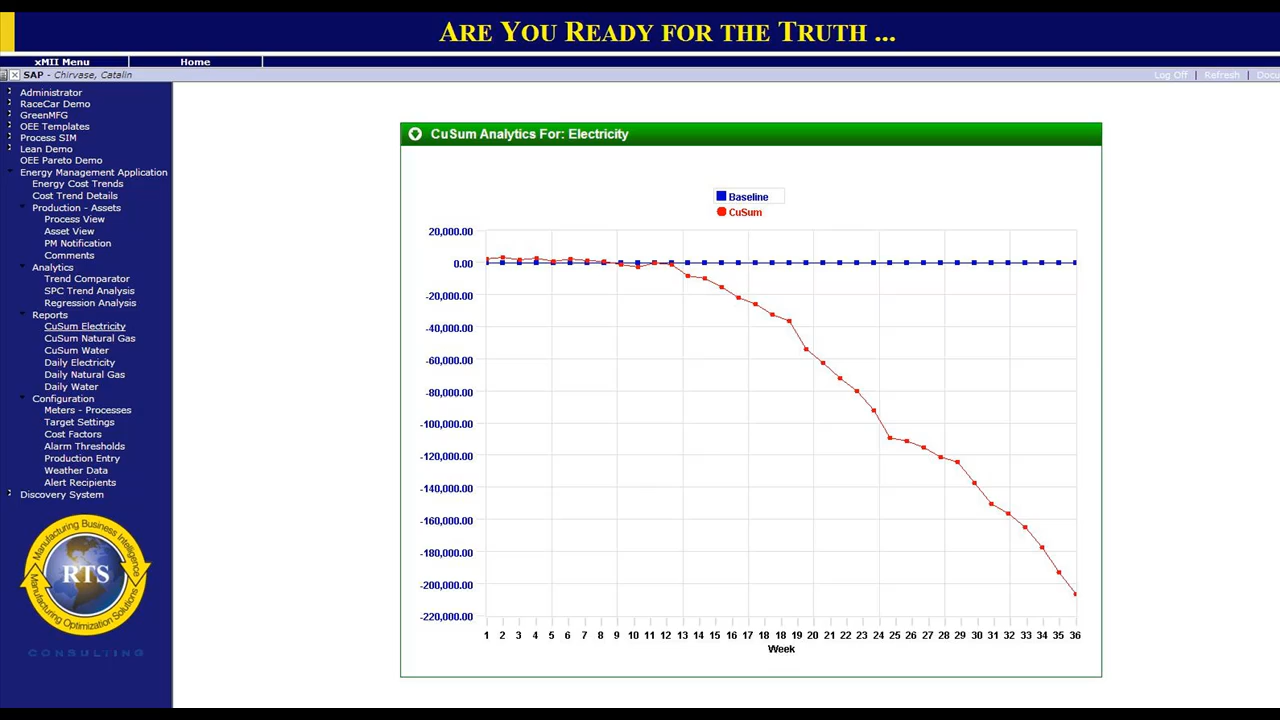 ARE YOU READY FOR THE TRUTH ...
xMII Menu Home
SAP - Chirvase, Catalin Log Off | Refresh | Docu
Administrator
RaceCar Demo
GreenMFG
OEE Templates
Process SIM
Lean Demo
OEE Pareto Demo
Energy Management Application
Energy Cost Trends
Cost Trend Details
Production - Assets
Process View
Asset View
PM Notification
Comments
Analytics
Trend Comparator
SPC Trend Analysis
Regression Analysis
Reports
CuSum Electricity
CuSum Natural Gas
CuSum Water
Daily Electricity
Daily Natural Gas
Daily Water
Configuration
Meters - Processes
Target Settings
Cost Factors
Alarm Thresholds
Production Entry
Weather Data
Alert Recipients
Discovery System
Manufacturing Business Intelligence
RTS
Manufacturing Optimization Solutions
CONSULTING
CuSum Analytics For: Electricity
Baseline
CuSum
20,000.00
0.00
-20,000.00
-40,000.00
-60,000.00
-80,000.00
-100,000.00
-120,000.00
-140,000.00
-160,000.00
-180,000.00
-200,000.00
-220,000.00
1 2 3 4 5 6 7 8 9 10 11 12 13 14 15 16 17 18 18 19 20 20 22 22 23 24 25 26 27 28 29 30 31 32 33 34 35 36
Week